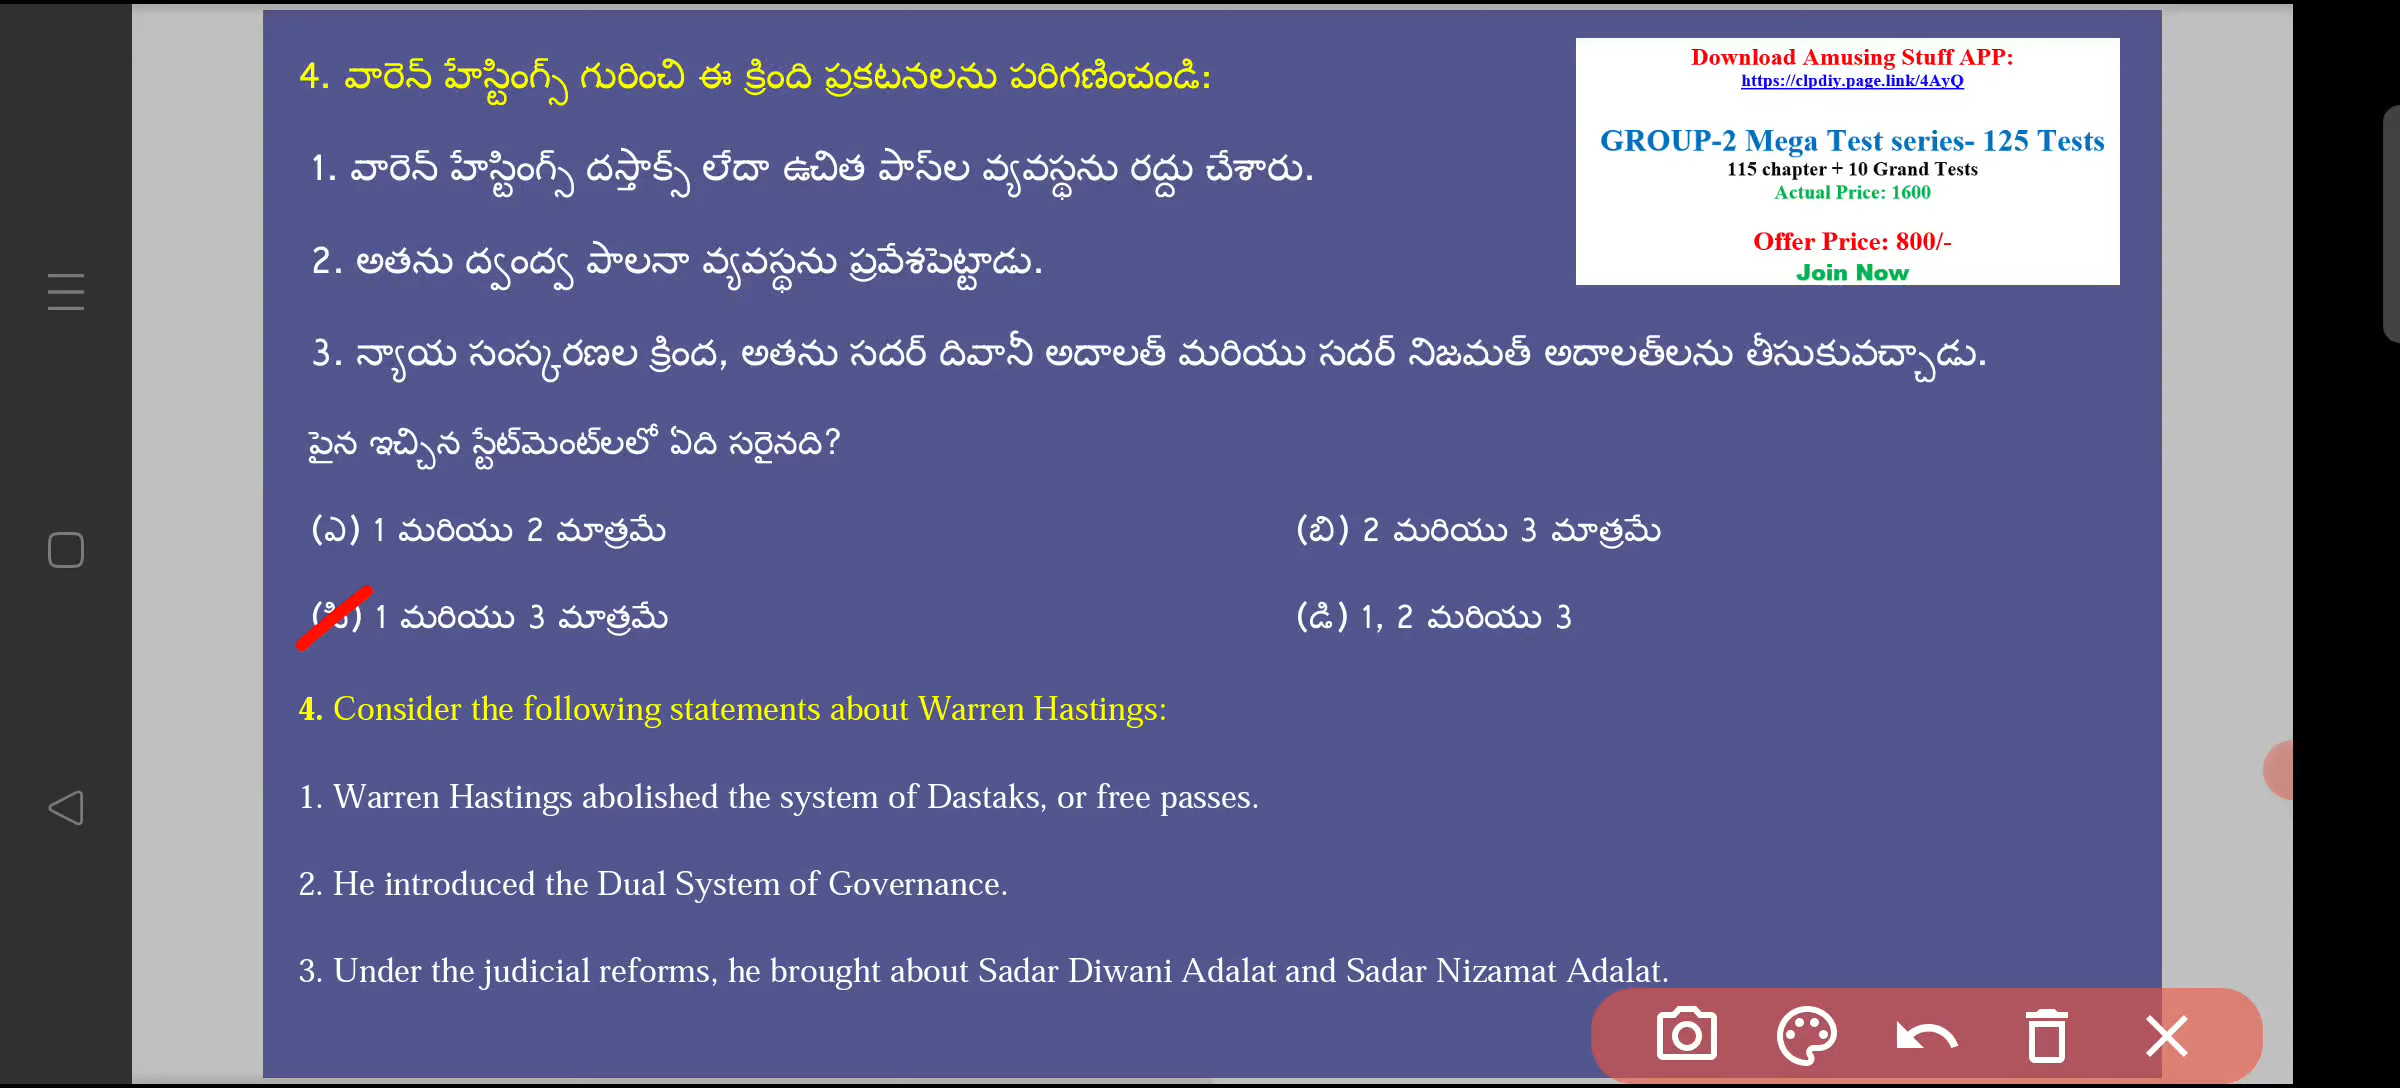 4. వారెన్ హేస్టింగ్స్ గురించి ఈ క్రింది ప్రకటనలను పరిగణించండి:
1. వారెన్ హేస్టింగ్స్ దస్తాక్స్ లేదా ఉచిత పాస్‌ల వ్యవస్థను రద్దు చేశారు.
2. అతను ద్వంద్వ పాలనా వ్యవస్థను ప్రవేశపెట్టాడు.
3. న్యాయ సంస్కరణల క్రింద, అతను సదర్ దివానీ అదాలత్ మరియు సదర్ నిజమత్ అదాలత్‌లను తీసుకువచ్చాడు.
పైన ఇచ్చిన స్టేట్‌మెంట్‌లలో ఏది సరైనది?
(ఎ) 1 మరియు 2 మాత్రమే
(బి) 2 మరియు 3 మాత్రమే
(సి) 1 మరియు 3 మాత్రమే
(డి) 1, 2 మరియు 3
4. Consider the following statements about Warren Hastings:
1. Warren Hastings abolished the system of Dastaks, or free passes.
2. He introduced the Dual System of Governance.
3. Under the judicial reforms, he brought about Sadar Diwani Adalat and Sadar Nizamat Adalat.
Download Amusing Stuff APP:
https://clpdiy.page.link/4AyQ
GROUP-2 Mega Test series- 125 Tests
115 chapter + 10 Grand Tests
Actual Price: 1600
Offer Price: 800/-
Join Now